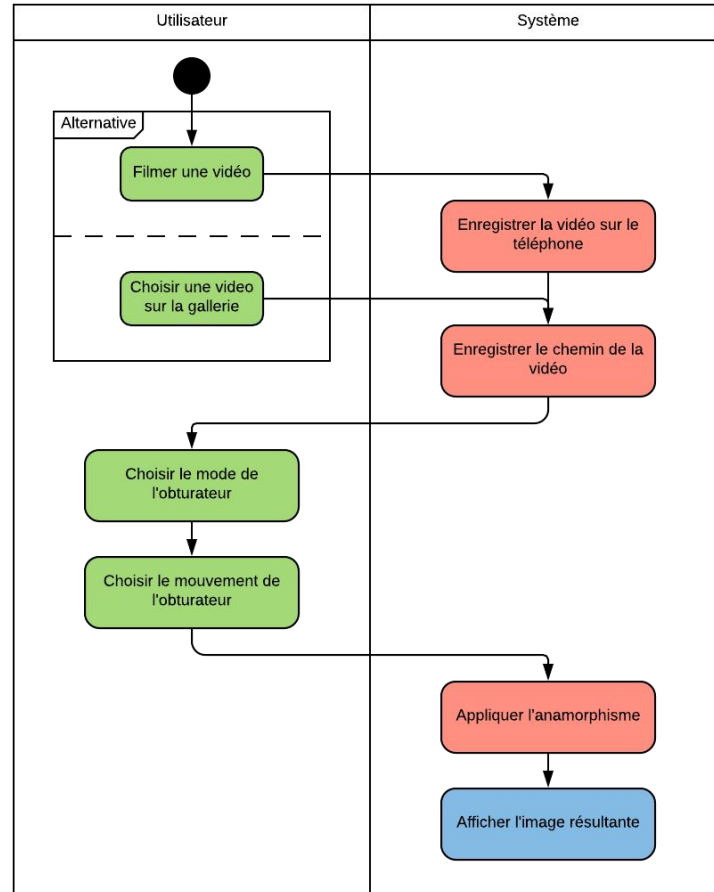 Utilisateur
Système
Alternative
Filmer une vidéo
Enregistrer la vidéo sur le
téléphone
Choisir une video
sur la gallerie
Enregistrer le chemin de la
vidéo
Choisir le mode de
l'obturateur
Choisir le mouvement de
l'obturateur
Appliquer l'anamorphisme
Afficher l'image résultante